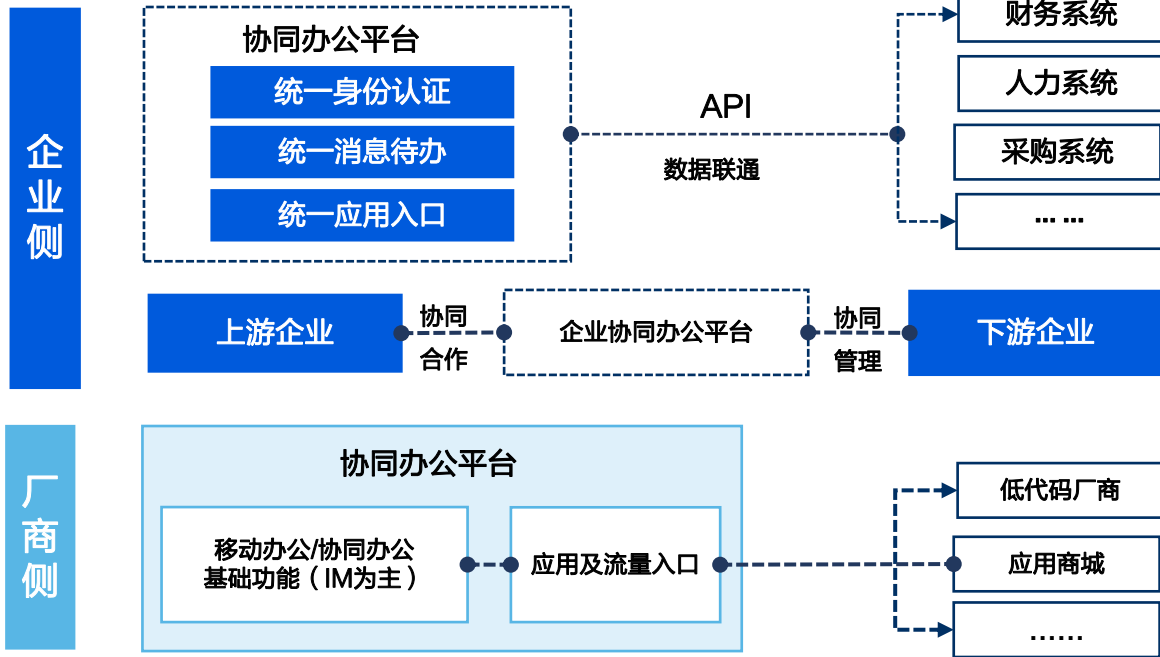 企业侧
协同办公平台
统一身份认证
统一消息待办
统一应用入口
API
数据联通
财务系统
人力系统
采购系统
... ...
上游企业
协同
合作
企业协同办公平台
协同
管理
下游企业
厂商侧
协同办公平台
移动办公/协同办公
基础功能（IM为主）
应用及流量入口
低代码厂商
应用商城
......